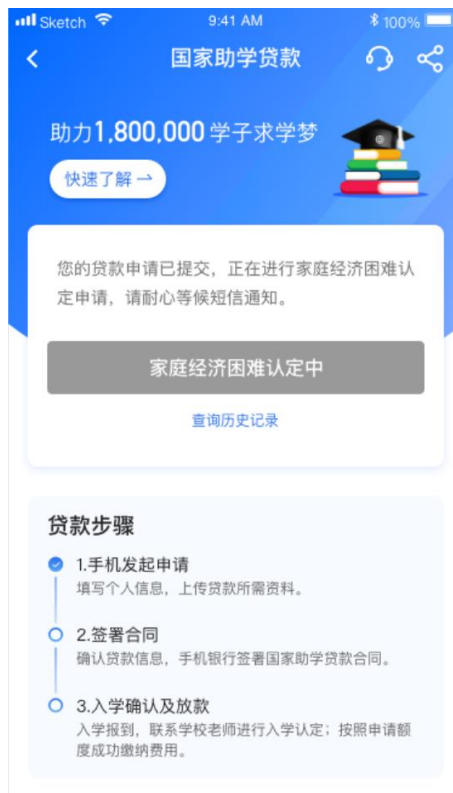 Sketch 9:41 AM 100%
国家助学贷款
助力1,800,000 学子求学梦
快速了解
您的贷款申请已提交，正在进行家庭经济困难认
定申请，请耐心等候短信通知。
家庭经济困难认定中
查询历史记录
贷款步骤
1.手机发起申请
填写个人信息，上传贷款所需资料。
2.签署合同
确认贷款信息，手机银行签署国家助学贷款合同。
3.入学确认及放款
入学报到，联系学校老师进行入学认定；按照申请额
度成功缴纳费用。